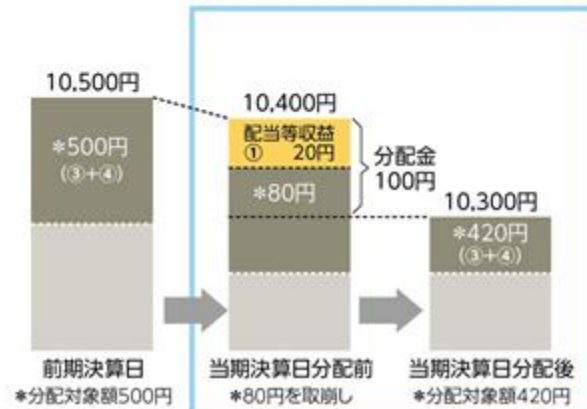 10,500円
*500円
(③+④)
前期決算日
*分配対象額500円
10,400円
配当等収益
① 20円
*80円
分配金
100円
当期決算日分配前
*80円を取崩し
10,300円
*420円
(③+④)
当期決算日分配後
*分配対象額420円